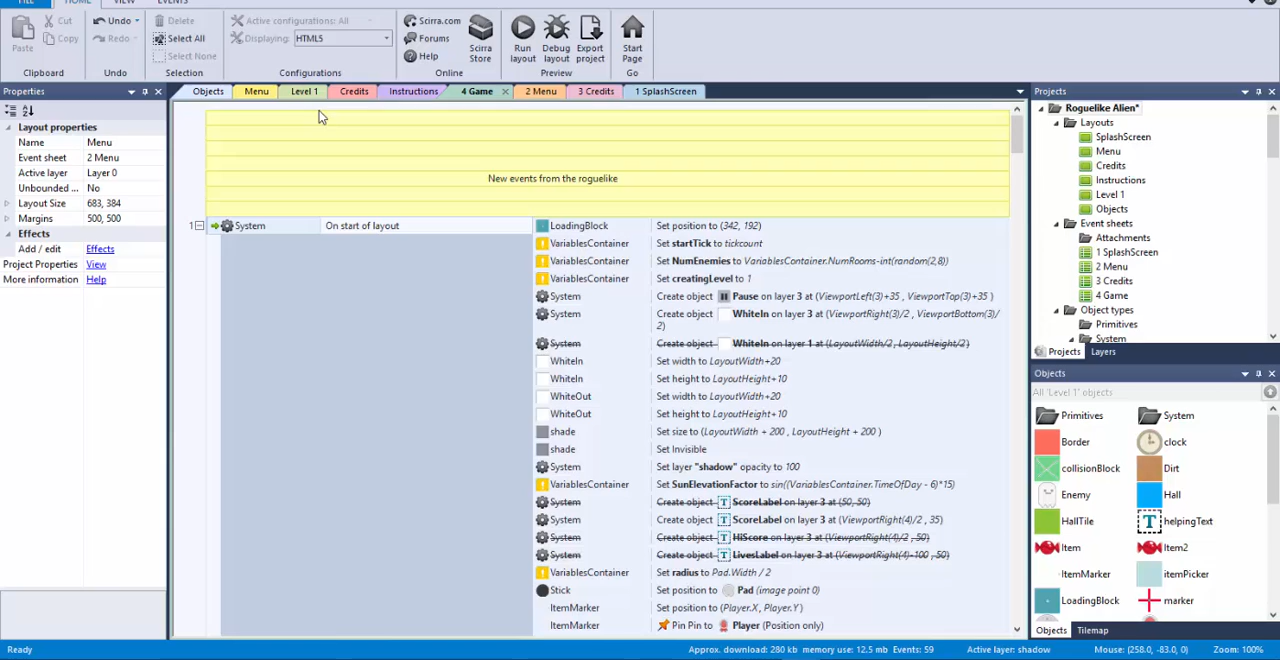 FILE HOME VIEW EVENTS
Paste Cut Copy Clipboard
Undo Redo Undo
Delete Select All Select None Selection
Active configurations: All
Displaying: HTML5
Configurations
Scirra.com Forums Help Scirra Store Online
Run layout Debug layout Export project Preview
Start Page Go
Properties
Objects Menu Level 1 Credits Instructions 4 Game 2 Menu 3 Credits 1 SplashScreen
Layout properties
Name Menu
Event sheet 2 Menu
Active layer Layer 0
Unbounded ... No
Layout Size 683, 384
Margins 500, 500
Effects
Add / edit Effects
Project Properties View
More information Help
New events from the roguelike
1 System On start of layout
LoadingBlock Set position to (342, 192)
VariablesContainer Set startTick to tickcount
VariablesContainer Set NumEnemies to VariablesContainer.NumRooms-int(random(2,8))
VariablesContainer Set creatingLevel to 1
System Create object Pause on layer 3 at (ViewportLeft(3)+35 , ViewportTop(3)+35 )
System Create object WhiteIn on layer 3 at (ViewportRight(3)/2 , ViewportBottom(3)/
2)
System Create object WhiteIn on layer 1 at (LayoutWidth/2 , LayoutHeight/2)
WhiteIn Set width to LayoutWidth+20
WhiteIn Set height to LayoutHeight+10
WhiteOut Set width to LayoutWidth+20
WhiteOut Set height to LayoutHeight+10
shade Set size to (LayoutWidth + 200 , LayoutHeight + 200 )
shade Set Invisible
System Set layer "shadow" opacity to 100
VariablesContainer Set SunElevationFactor to sin((VariablesContainer.TimeOfDay - 6)*15)
System Create object T ScoreLabel on layer 3 at (50, 50)
System Create object T ScoreLabel on layer 3 at (ViewportRight(4)/2 , 35)
System Create object T HiScore on layer 3 at (ViewportRight(4)/2 , 50)
System Create object T LivesLabel on layer 3 at (ViewportRight(4)-100 , 50)
VariablesContainer Set radius to Pad.Width / 2
Stick Set position to Pad (image point 0)
ItemMarker Set position to (Player.X, Player.Y )
ItemMarker Pin Pin to Player (Position only)
Projects
Roguelike Alien*
Layouts
SplashScreen
Menu
Credits
Instructions
Level 1
Objects
Event sheets
Attachments
1 SplashScreen
2 Menu
3 Credits
4 Game
Object types
Primitives
System
Projects Layers
Objects
All 'Level 1' objects
Primitives System
Border clock
collisionBlock Dirt
Enemy Hall
HallTile T helpingText
Item Item2
ItemMarker itemPicker
LoadingBlock marker
Objects Tilemap
Ready Approx. download: 280 kb memory use: 12.5 mb Events: 59 Active layer: shadow Mouse: (258.0, -83.0, 0) Zoom: 100%